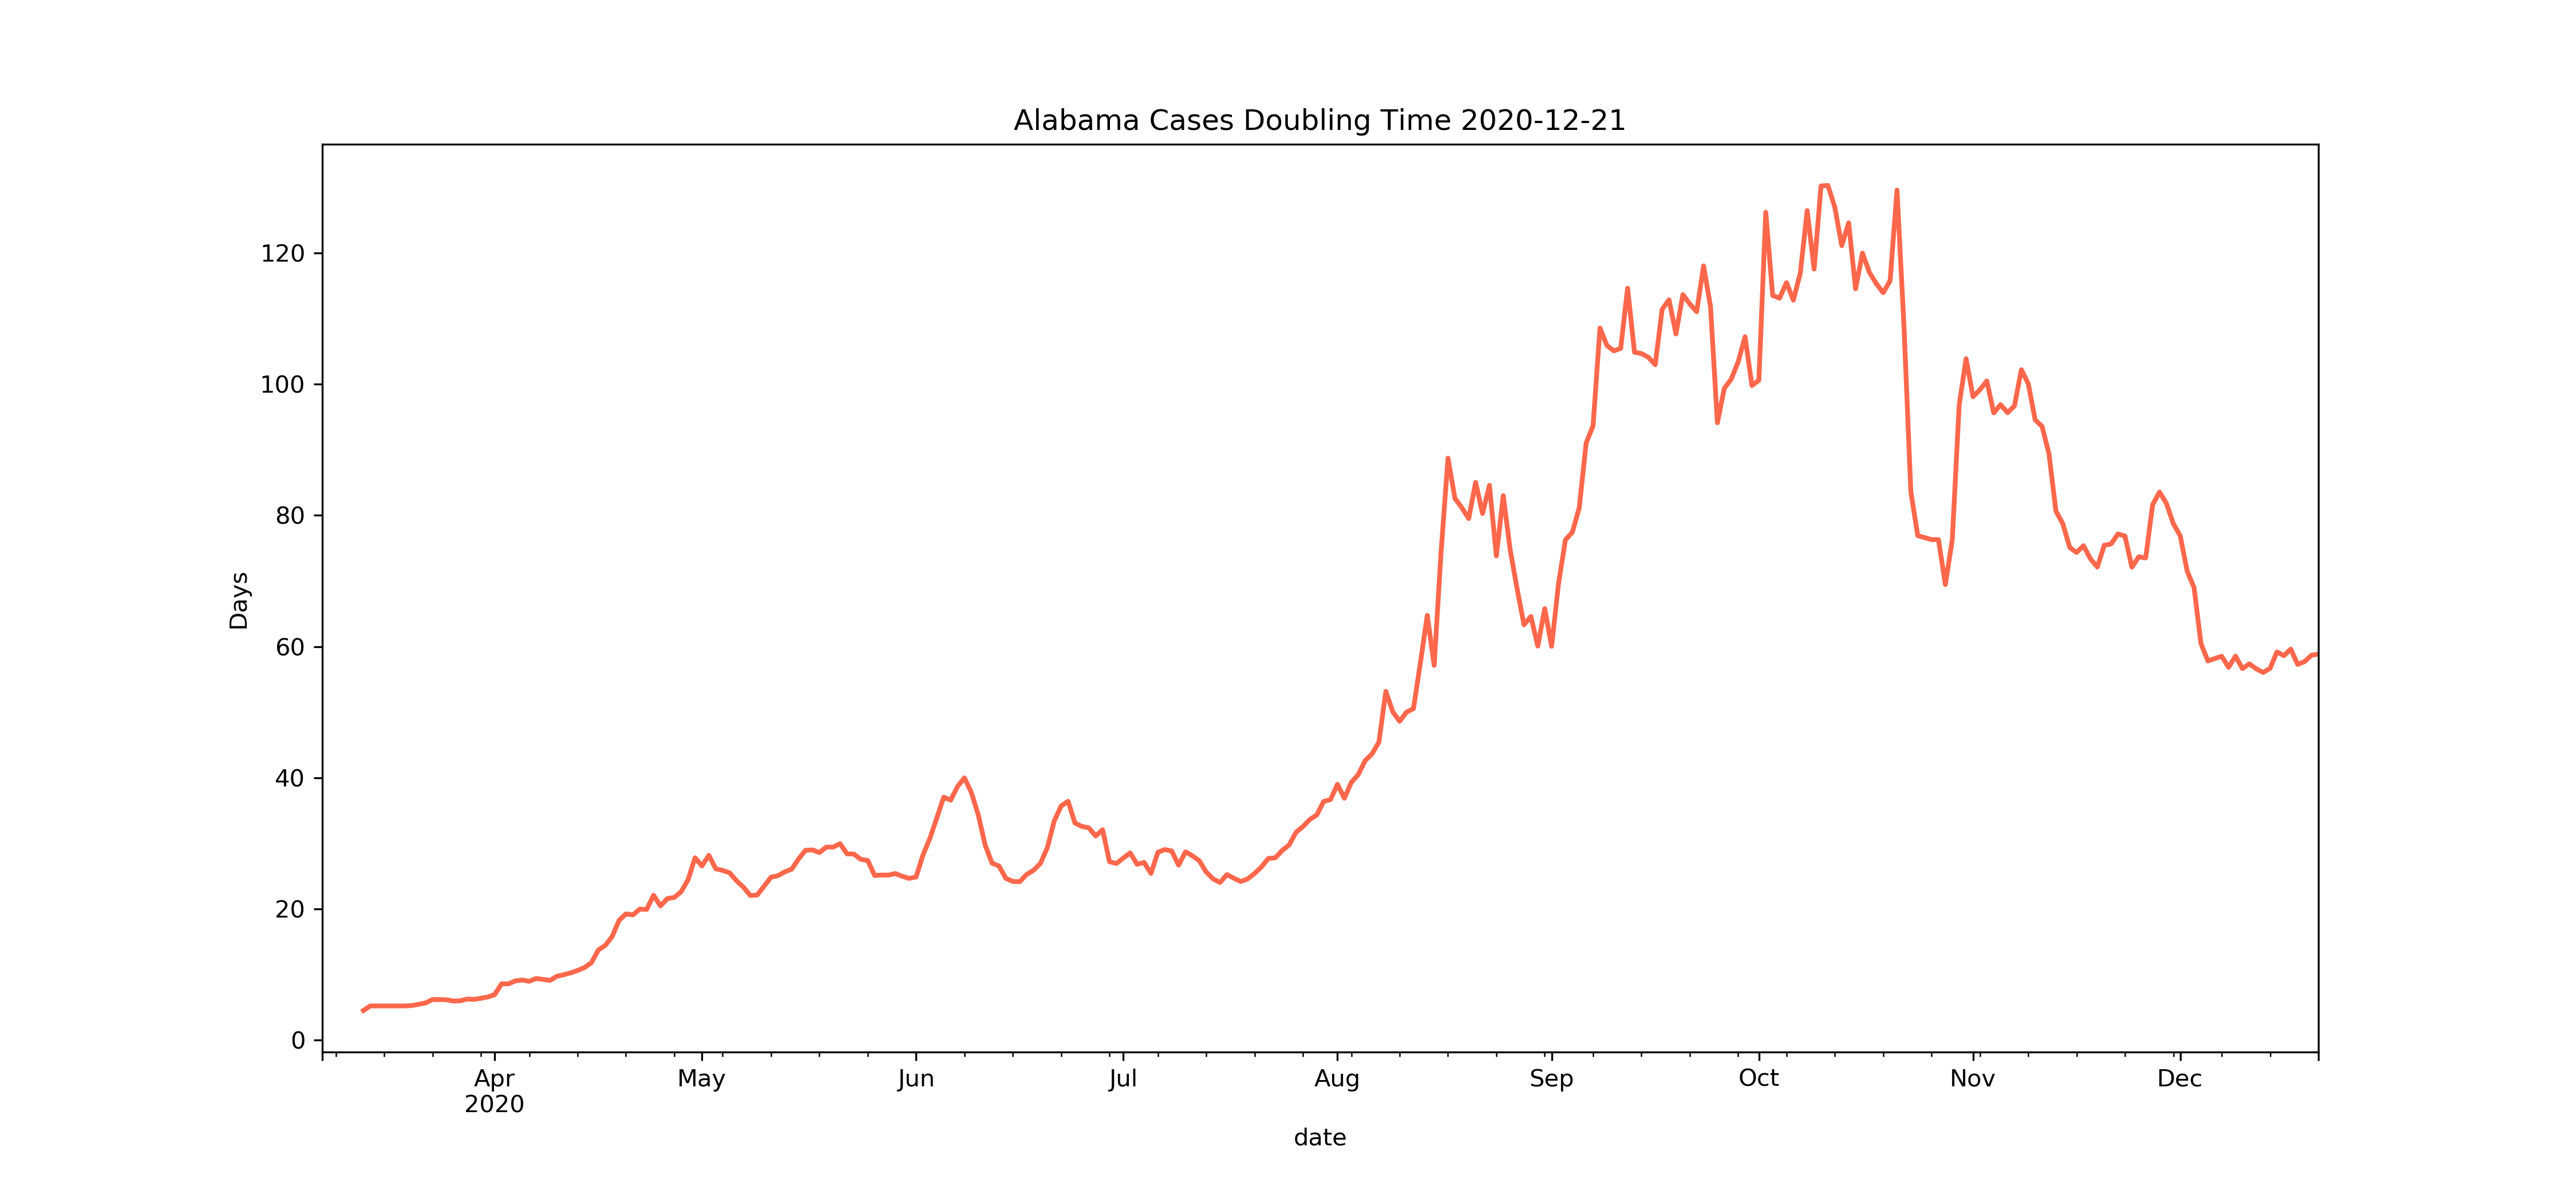 Alabama Cases Doubling Time 2020-12-21
120
100
80
60
40
20
0
Days
Apr May Jun Jul Aug Sep Oct Nov Dec
2020
date